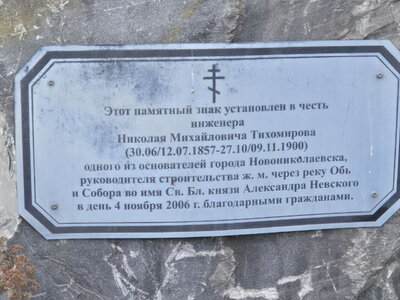 Этот памятный знак установлен в честь
инженера
Николая Михайловича Тихомирова
(30.06/12.07.1857-27.10/09.11.1900)
одного из основателей города Новониколаевска,
руководителя строительства ж. м. через реку Обь
и Собора во имя Св. Бл. князя Александра Невского
в день 4 ноября 2006 г. благодарными гражданами.